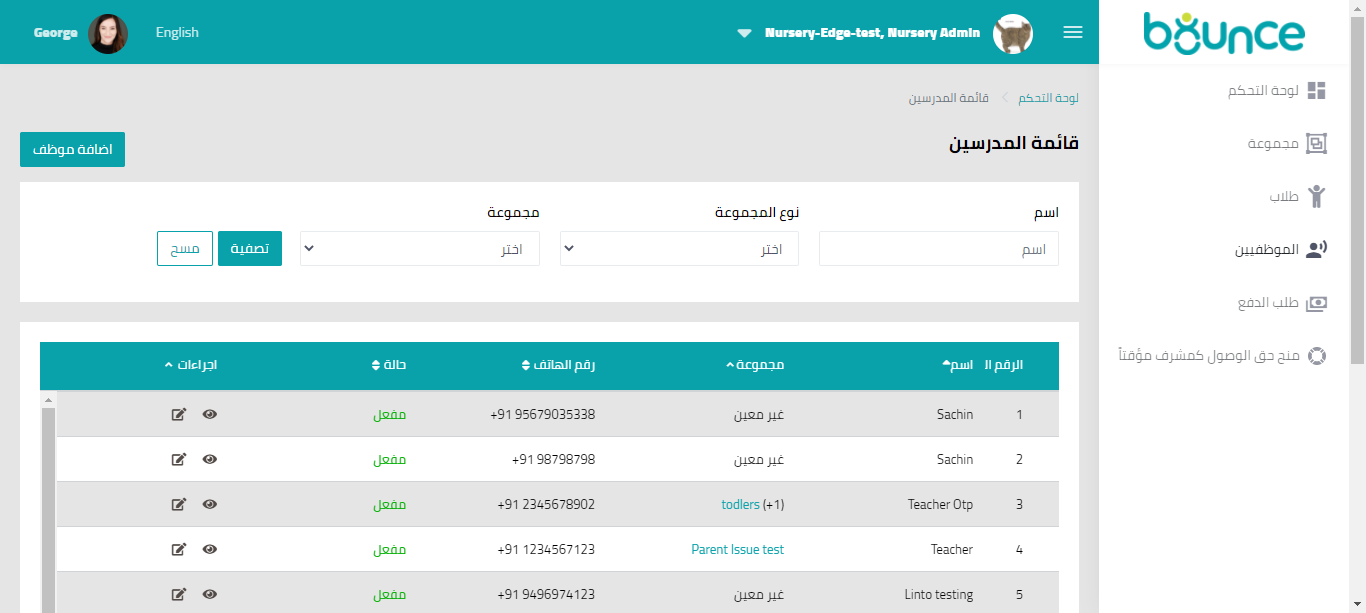 bounce
Nursery-Edge-test, Nursery Admin
English
George
لوحة التحكم
مجموعة
طلاب
الموظفيين
طلب الدفع
منح حق الوصول كمشرف مؤقتاً
لوحة التحكم
قائمة المدرسين
قائمة المدرسين
اضافة موظف
اسم
نوع المجموعة
مجموعة
اسم
اختر
اختر
تصفية
مسح
الرقم ال اسم مجموعة رقم الهاتف حالة اجراءات
1 Sachin غير معين +91 95679035338 مفعل
2 Sachin غير معين +91 98798798 مفعل
3 Teacher Otp todlers (+1) +91 2345678902 مفعل
4 Teacher Parent Issue test +91 1234567123 مفعل
5 Linto testing غير معين +91 9496974123 مفعل